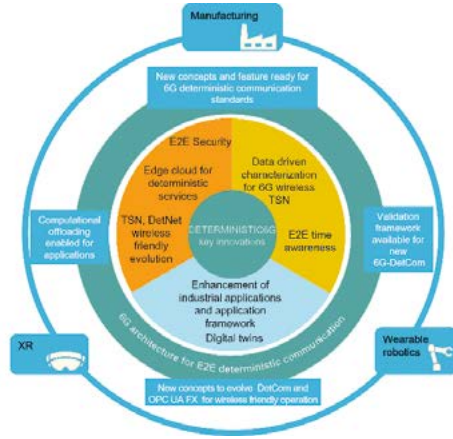 Manufacturing
New concepts and feature ready for
6G deterministic communication
standards
E2E Security
Edge cloud for
deterministic
services
TSN, DetNet
wireless
friendly
evolution
Data driven
characterization
for 6G wireless
TSN
E2E time
awareness
DETERMINISTIC6G
key innovations
Computational
offloading
enabled for
applications
Validation
framework
available for
new
6G-DetCom
Enhancement of
industrial applications
and application
framework
Digital twins
6G architecture for E2E deterministic communication
XR
Wearable
robotics
New concepts to evolve DetCom and
OPC UA FX for wireless friendly operation